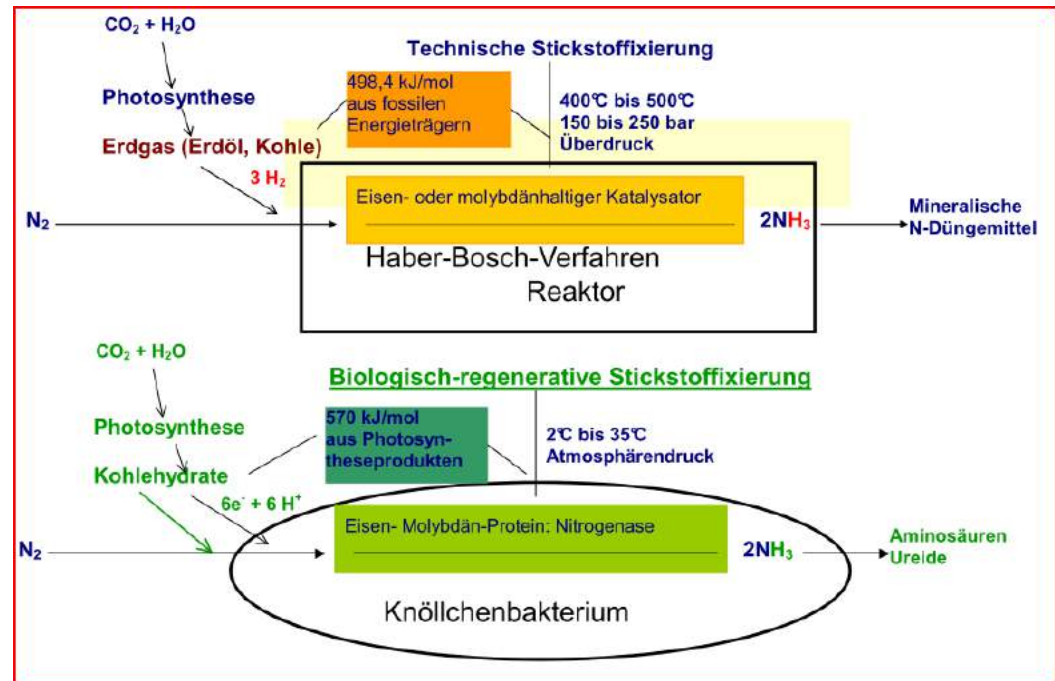 CO₂ + H₂O
Technische Stickstoffixierung
Photosynthese
498,4 kJ/mol
aus fossilen
Energieträgern
400℃ bis 500℃
150 bis 250 bar
Überdruck
Erdgas (Erdöl, Kohle)
3 H₂
Eisen- oder molybdänhaltiger Katalysator
N₂
2NH₃
Mineralische
N-Düngemittel
Haber-Bosch-Verfahren
Reaktor
CO₂ + H₂O
Biologisch-regenerative Stickstoffixierung
Photosynthese
570 kJ/mol
aus Photosyn-
theseprodukten
2℃ bis 35℃
Atmosphärendruck
Kohlehydrate
6e⁻ + 6 H⁺
Eisen- Molybdän-Protein: Nitrogenase
N₂
2NH₃
Aminosäuren
Ureide
Knöllchenbakterium